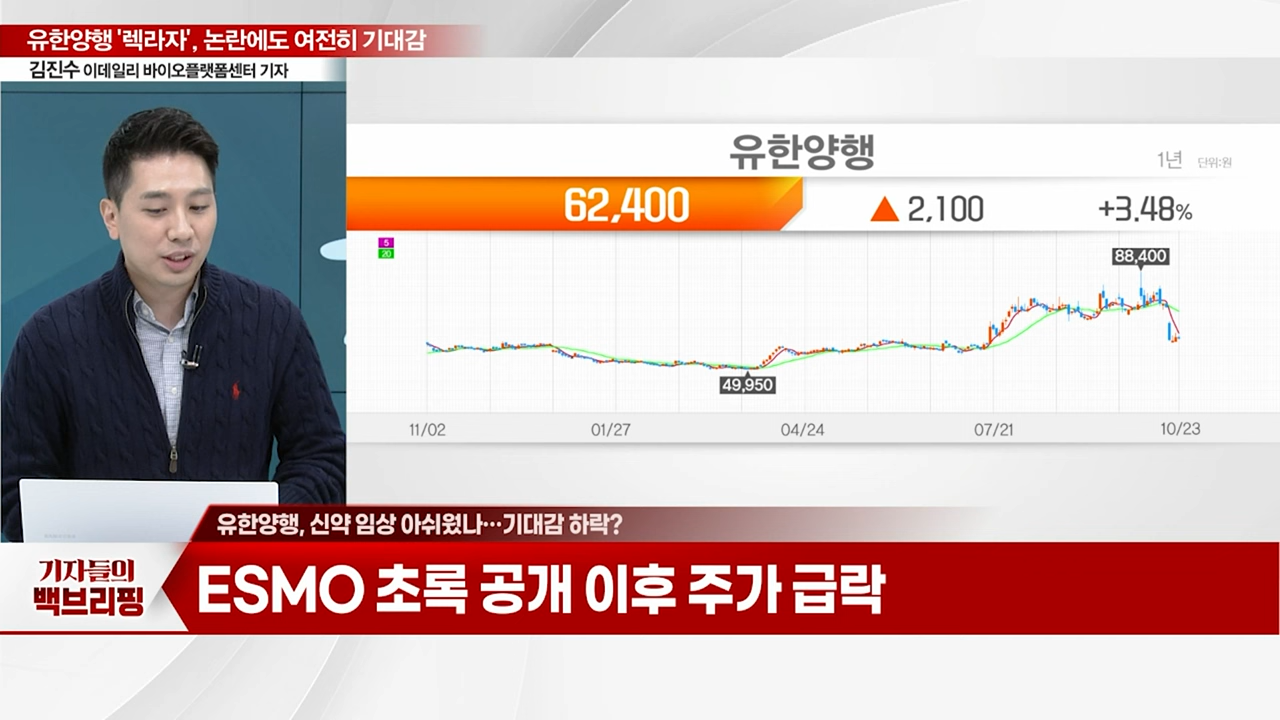 유한양행 '렉라자', 논란에도 여전히 기대감
김진수 이데일리 바이오플랫폼센터 기자
유한양행
1년 단위:원
62,400 ▲ 2,100 +3.48%
5
20
88,400
49,950
11/02 01/27 04/24 07/21 10/23
유한양행, 신약 임상 아쉬웠나…기대감 하락?
기자들의
백브리핑
ESMO 초록 공개 이후 주가 급락